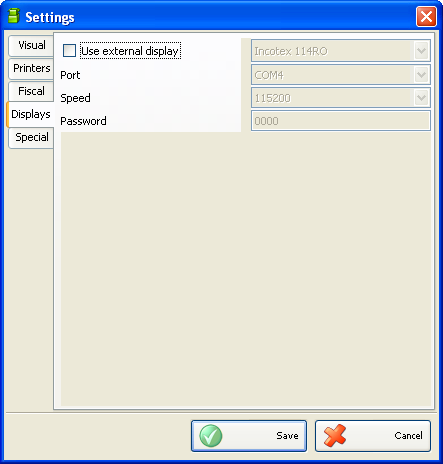 Settings
Visual
Printers
Fiscal
Displays
Special
Use external display
Incotex 114RO
Port
COM4
Speed
115200
Password
0000
Save
Cancel